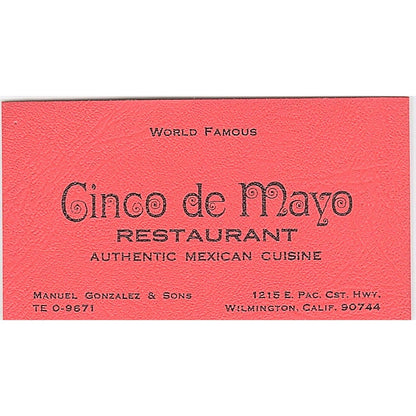 World Famous
Cinco de Mayo
RESTAURANT
AUTHENTIC MEXICAN CUISINE
Manuel Gonzalez & Sons
1215 E. Pac. Cst. Hwy.
TE 0-9671
Wilmington, Calif. 90744